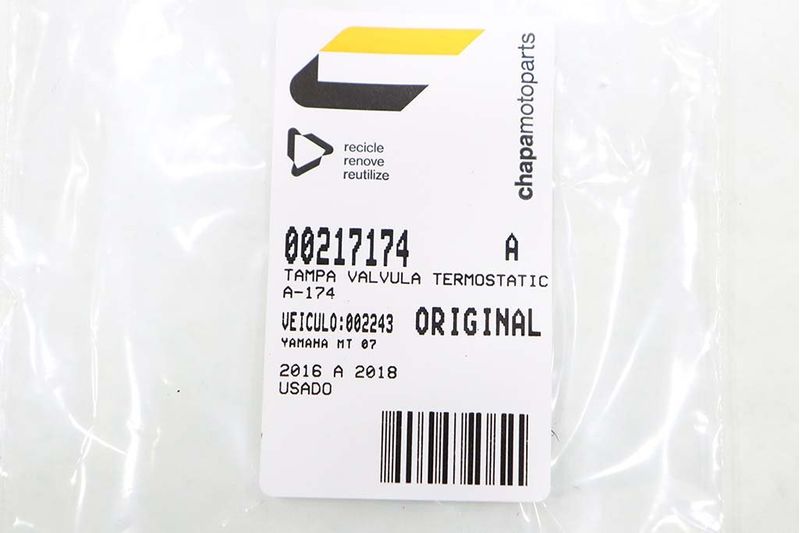 chapamotoparts
recicle
renove
reutilize
00217174 A
TAMPA VALVULA TERMOSTATIC
A-174
VEICULO:002243 ORIGINAL
YAMAHA MT 07
2016 A 2018
USADO